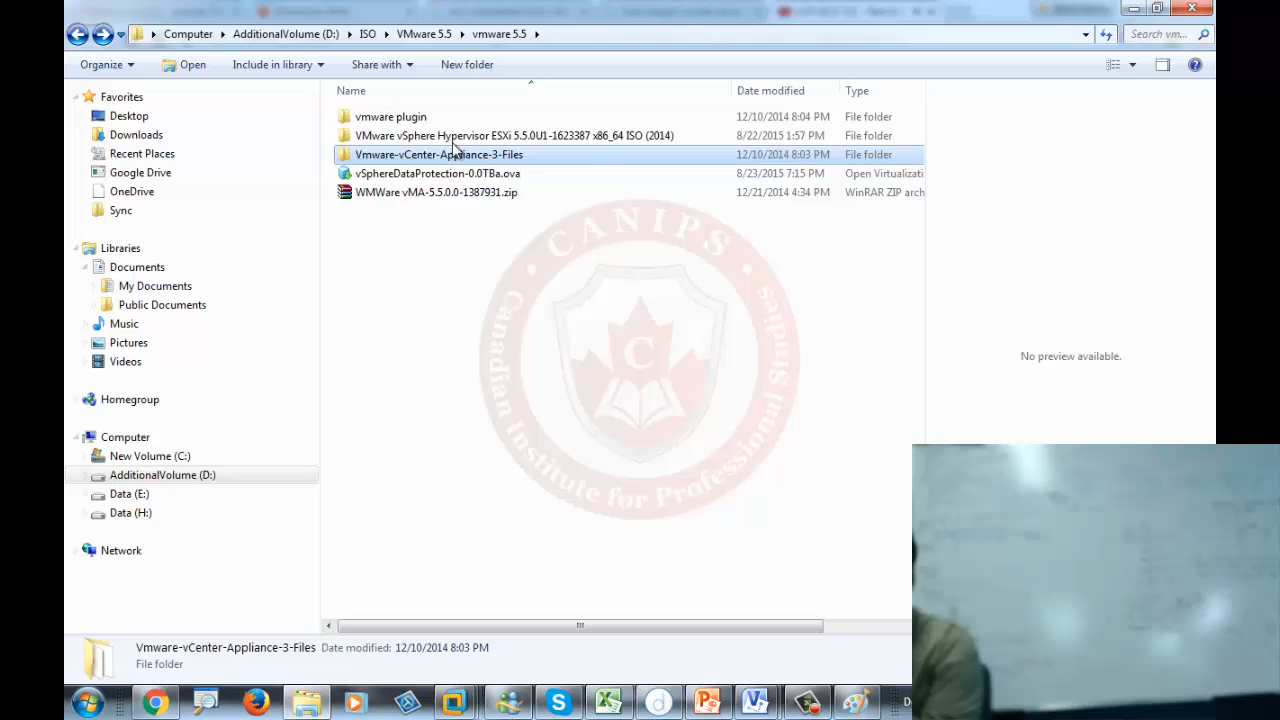 Computer AdditionalVolume (D:) ISO VMware 5.5 vmware 5.5
Search vm...
Organize Open Include in library Share with New folder
Name Date modified Type
vmware plugin 12/10/2014 8:04 PM File folder
VMware vSphere Hypervisor ESXi 5.5.0U1-1623387 x86_64 ISO (2014) 8/22/2015 1:57 PM File folder
Vmware-vCenter-Appliance-3-Files 12/10/2014 8:03 PM File folder
vSphereDataProtection-0.0TBa.ova 8/23/2015 7:15 PM Open Virtualizati
WMWare vMA-5.5.0.0-1387931.zip 12/21/2014 4:34 PM WinRAR ZIP arch
Favorites
Desktop
Downloads
Recent Places
Google Drive
OneDrive
Sync
Libraries
Documents
My Documents
Public Documents
Music
Pictures
Videos
Homegroup
Computer
New Volume (C:)
AdditionalVolume (D:)
Data (E:)
Data (H:)
Network
CANIPS
Canadian Institute for Professional Studies
C
No preview available.
Vmware-vCenter-Appliance-3-Files Date modified: 12/10/2014 8:03 PM
File folder